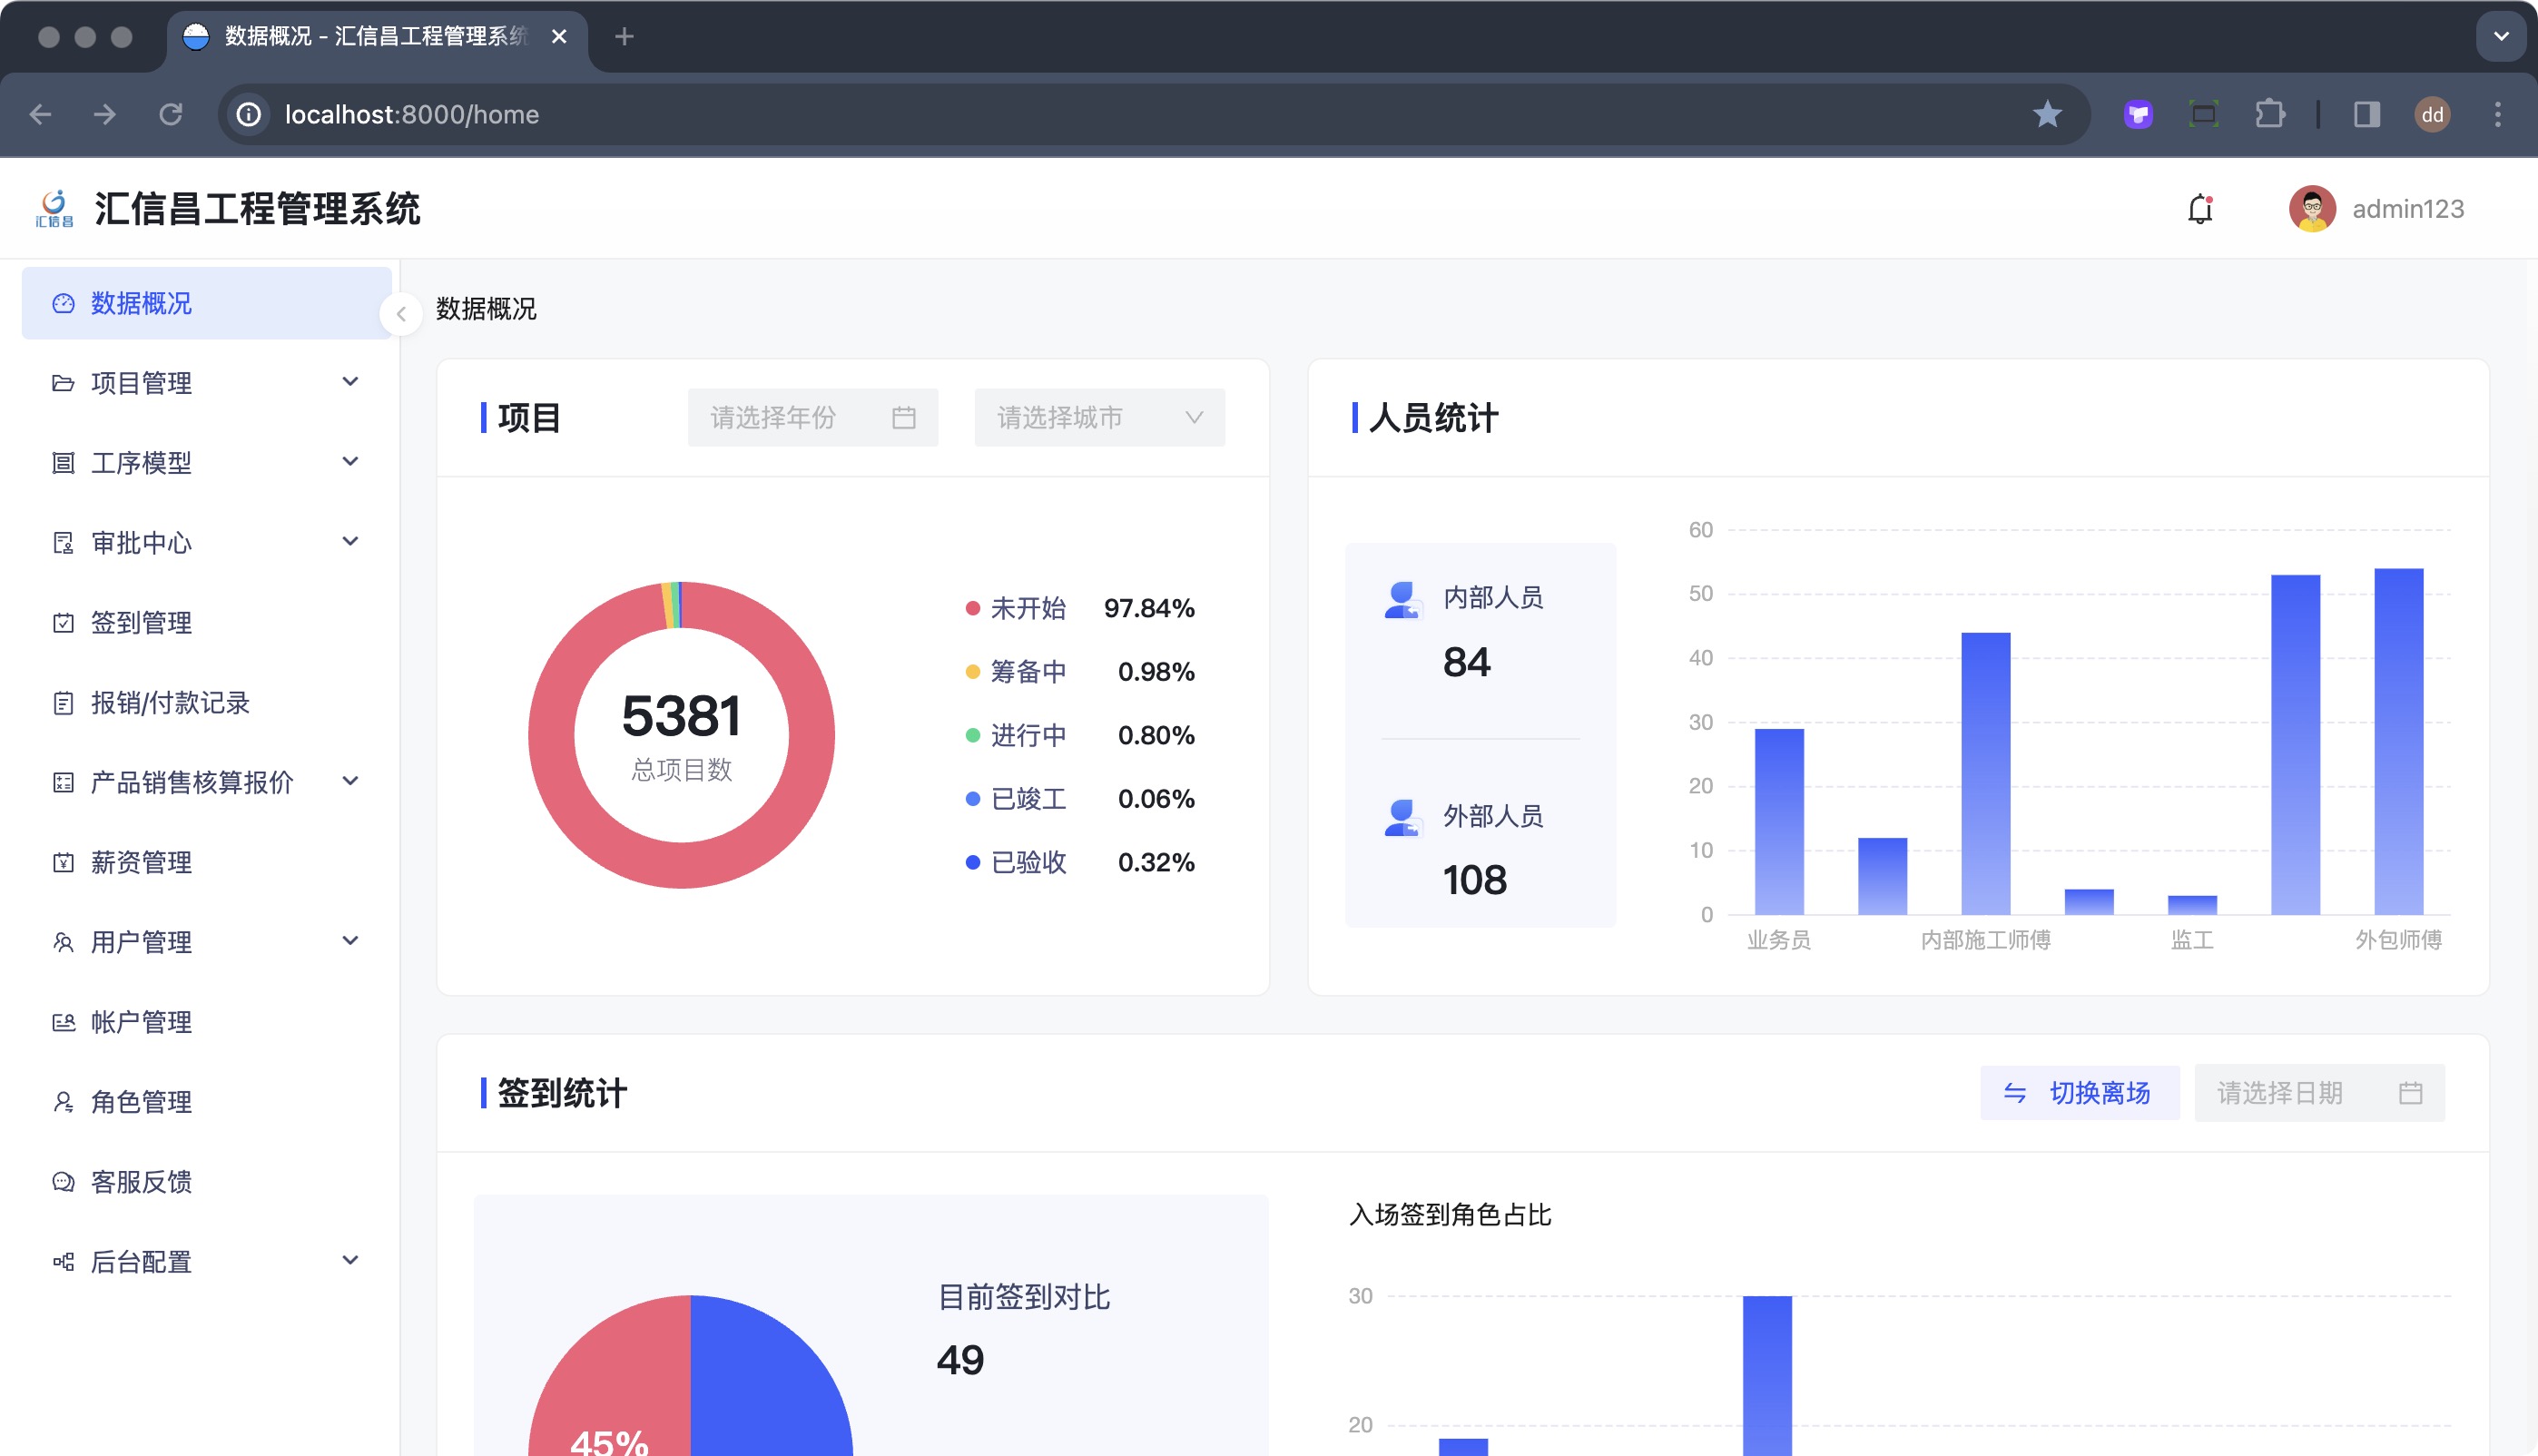 数据概况 - 汇信昌工程管理系统
localhost:8000/home
dd
汇信昌
汇信昌工程管理系统
admin123
数据概况
项目管理
工序模型
审批中心
签到管理
报销/付款记录
产品销售核算报价
薪资管理
用户管理
帐户管理
角色管理
客服反馈
后台配置
数据概况
项目
请选择年份
请选择城市
5381
总项目数
未开始 97.84%
筹备中 0.98%
进行中 0.80%
已竣工 0.06%
已验收 0.32%
人员统计
内部人员
84
外部人员
108
60
50
40
30
20
10
0
业务员 内部施工师傅 监工 外包师傅
签到统计
切换离场
请选择日期
45%
目前签到对比
49
入场签到角色占比
30
20